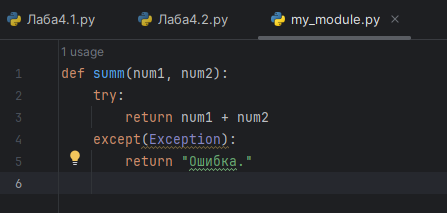 Лаба4.1.py Лаба4.2.py my_module.py ×
1 usage
1 def summ(num1, num2):
2 try:
3 return num1 + num2
4 except(Exception):
5 return "Ошибка."
6